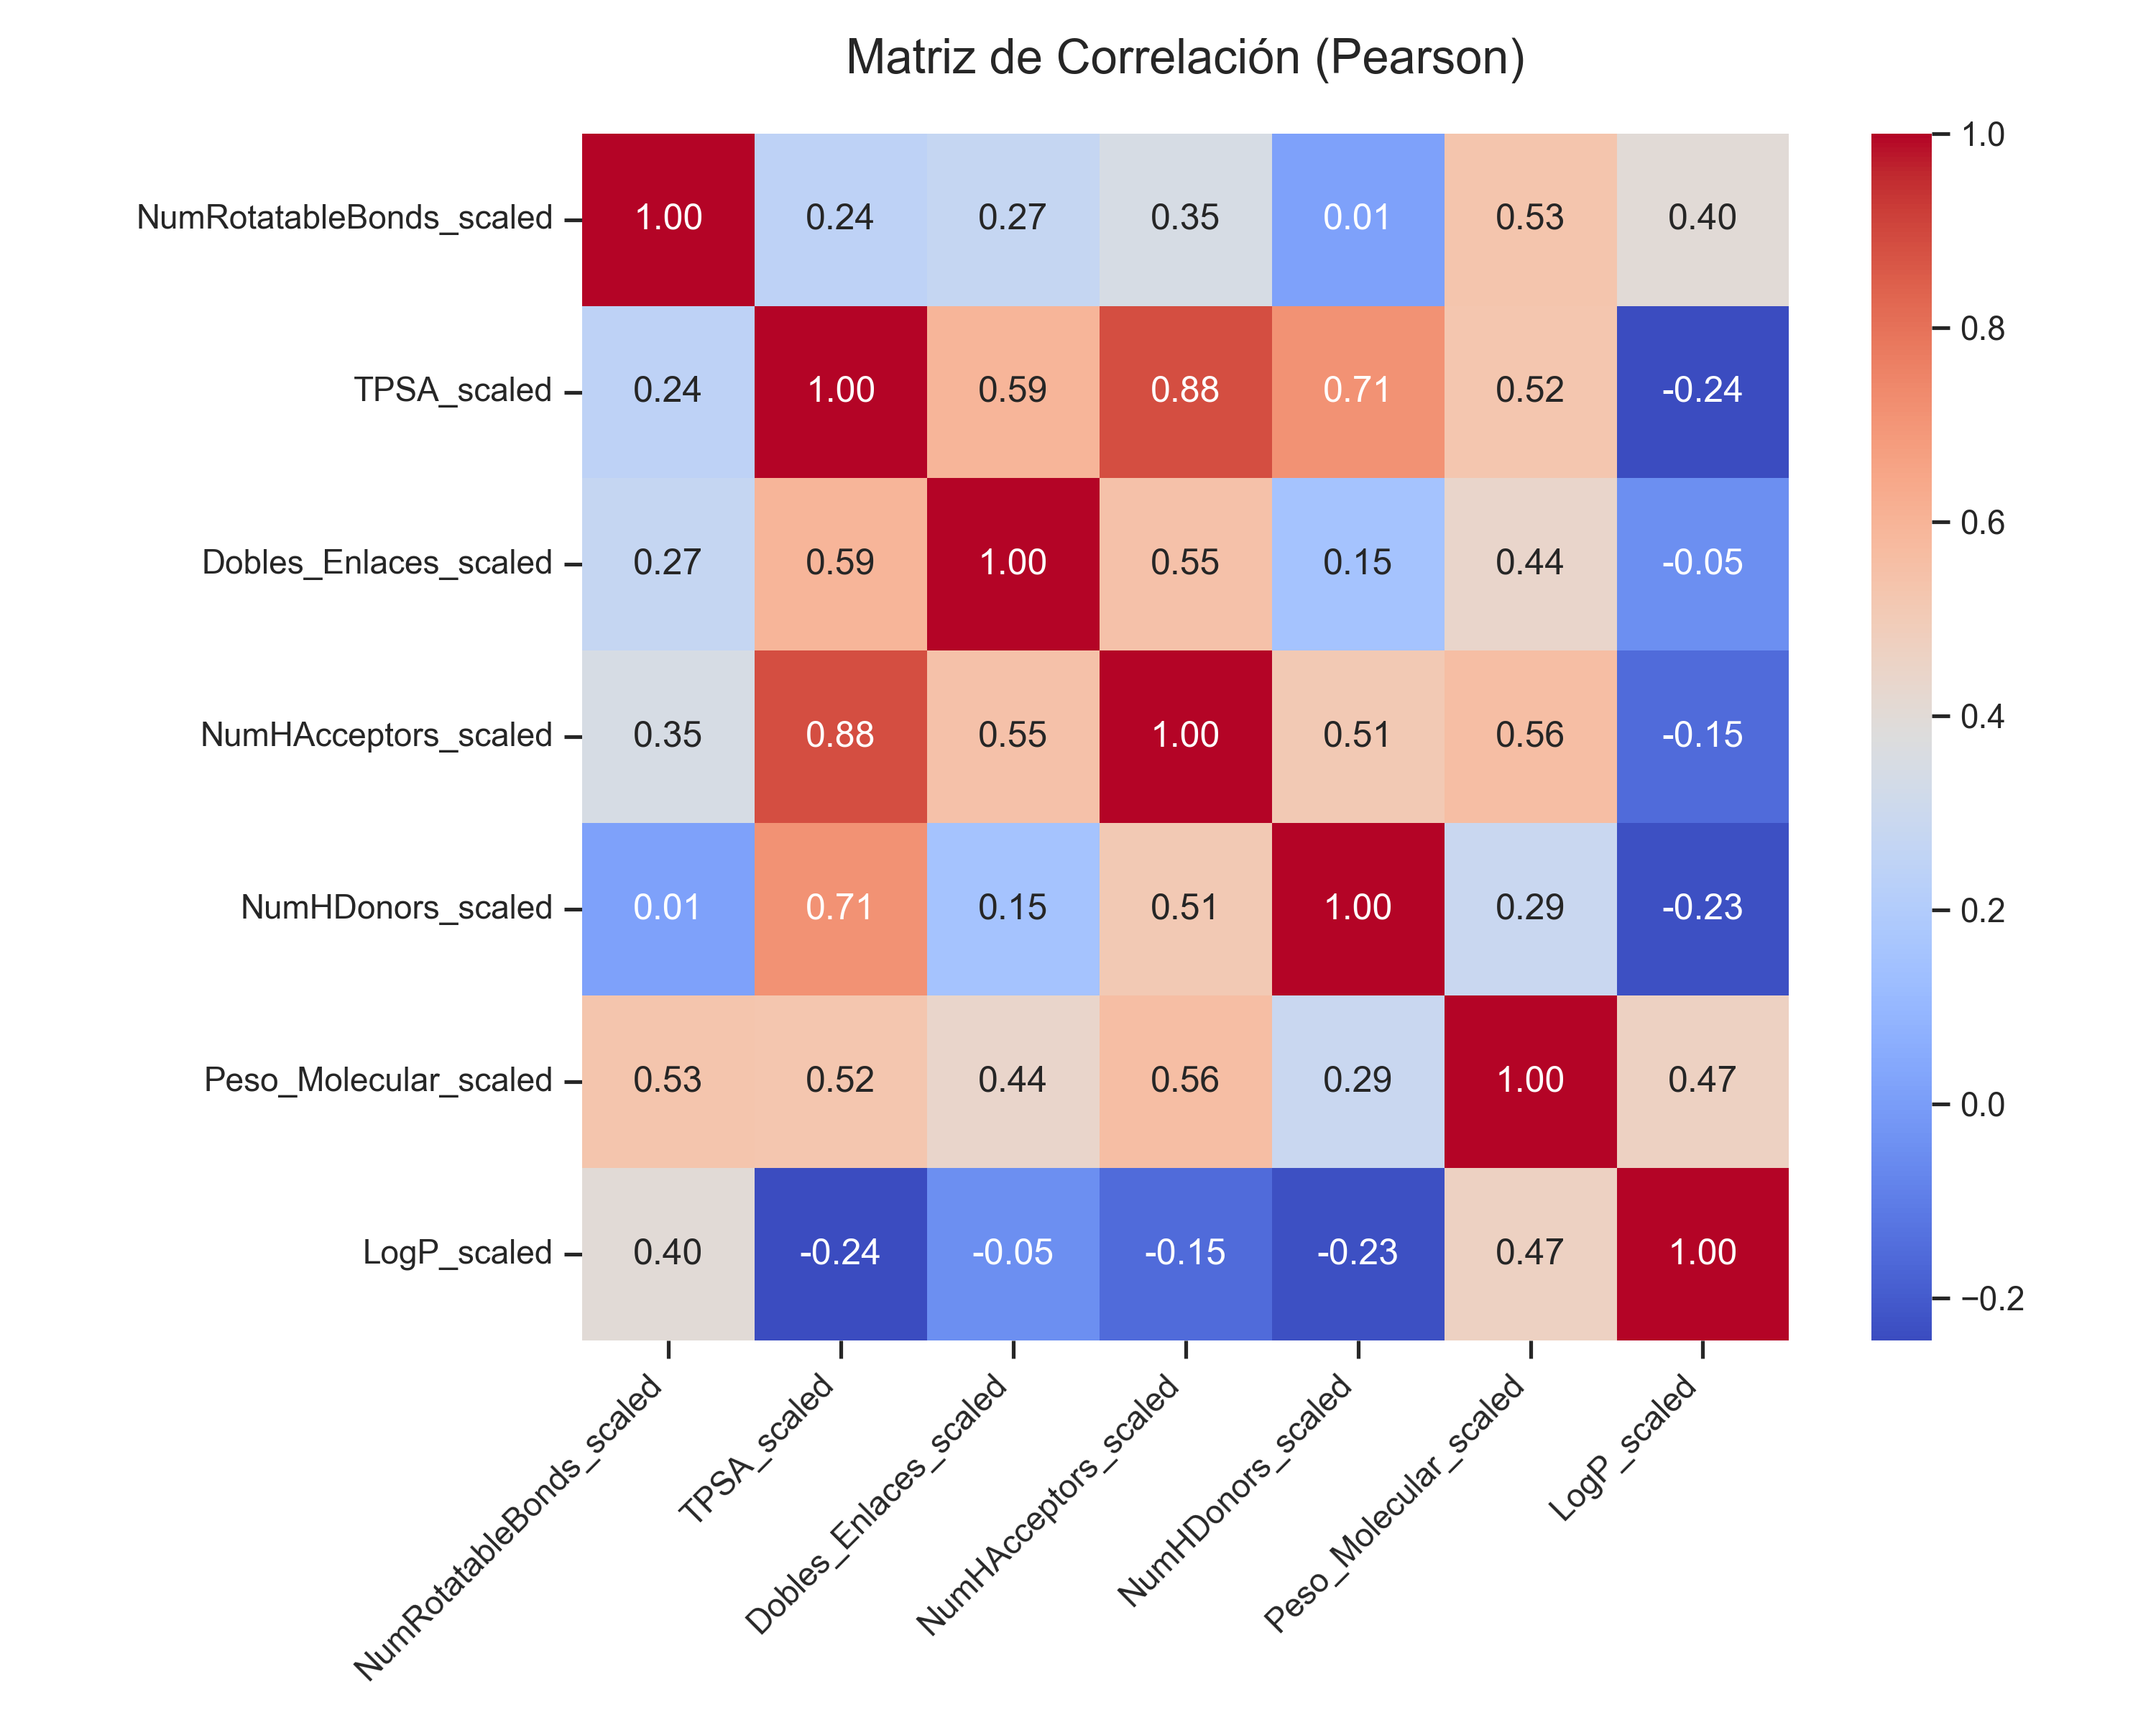 Matriz de Correlación (Pearson)
NumRotatableBonds_scaled 1.00 0.24 0.27 0.35 0.01 0.53 0.40
TPSA_scaled 0.24 1.00 0.59 0.88 0.71 0.52 -0.24
Dobles_Enlaces_scaled 0.27 0.59 1.00 0.55 0.15 0.44 -0.05
NumHAcceptors_scaled 0.35 0.88 0.55 1.00 0.51 0.56 -0.15
NumHDonors_scaled 0.01 0.71 0.15 0.51 1.00 0.29 -0.23
Peso_Molecular_scaled 0.53 0.52 0.44 0.56 0.29 1.00 0.47
LogP_scaled 0.40 -0.24 -0.05 -0.15 -0.23 0.47 1.00
NumRotatableBonds_scaled
TPSA_scaled
Dobles_Enlaces_scaled
NumHAcceptors_scaled
NumHDonors_scaled
Peso_Molecular_scaled
LogP_scaled
1.0
0.8
0.6
0.4
0.2
0.0
−0.2